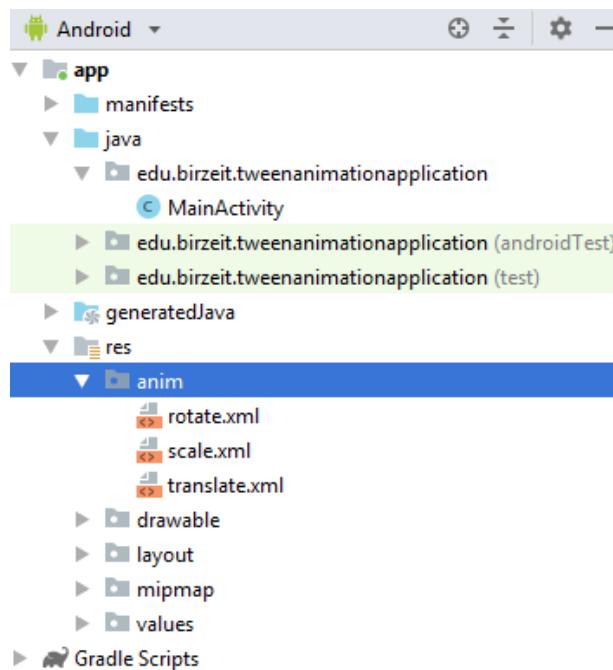 Android
app
manifests
java
edu.birzeit.tweenanimationapplication
C MainActivity
edu.birzeit.tweenanimationapplication (androidTest)
edu.birzeit.tweenanimationapplication (test)
generatedJava
res
anim
rotate.xml
scale.xml
translate.xml
drawable
layout
mipmap
values
Gradle Scripts